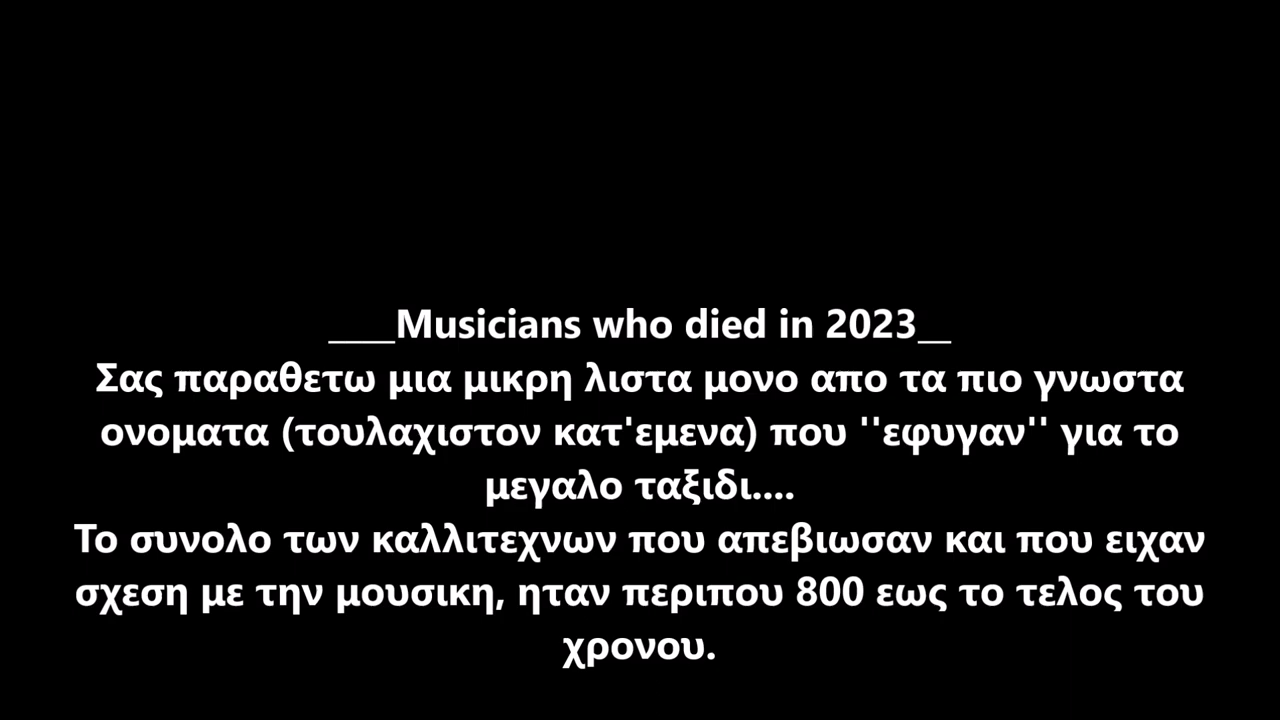 ____Musicians who died in 2023__
Σας παραθετω μια μικρη λιστα μονο απο τα πιο γνωστα
ονοματα (τουλαχιστον κατ'εμενα) που ''εφυγαν'' για το
μεγαλο ταξιδι....
Το συνολο των καλλιτεχνων που απεβιωσαν και που ειχαν
σχεση με την μουσικη, ηταν περιπου 800 εως το τελος του
χρονου.